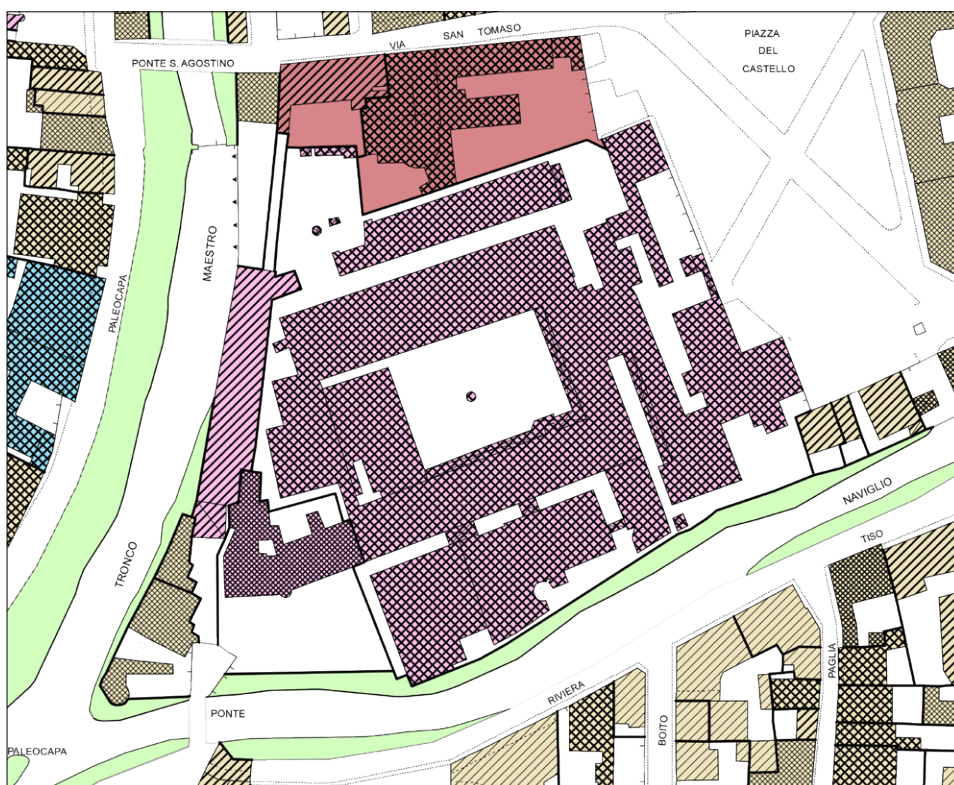 VIA SAN TOMASO
PIAZZA
DEL
CASTELLO
PONTE S. AGOSTINO
MAESTRO
PALEOCAPA
TRONCO
NAVIGLIO
TISO
RIVIERA
PAGLIA
BOITO
PONTE
PALEOCAPA